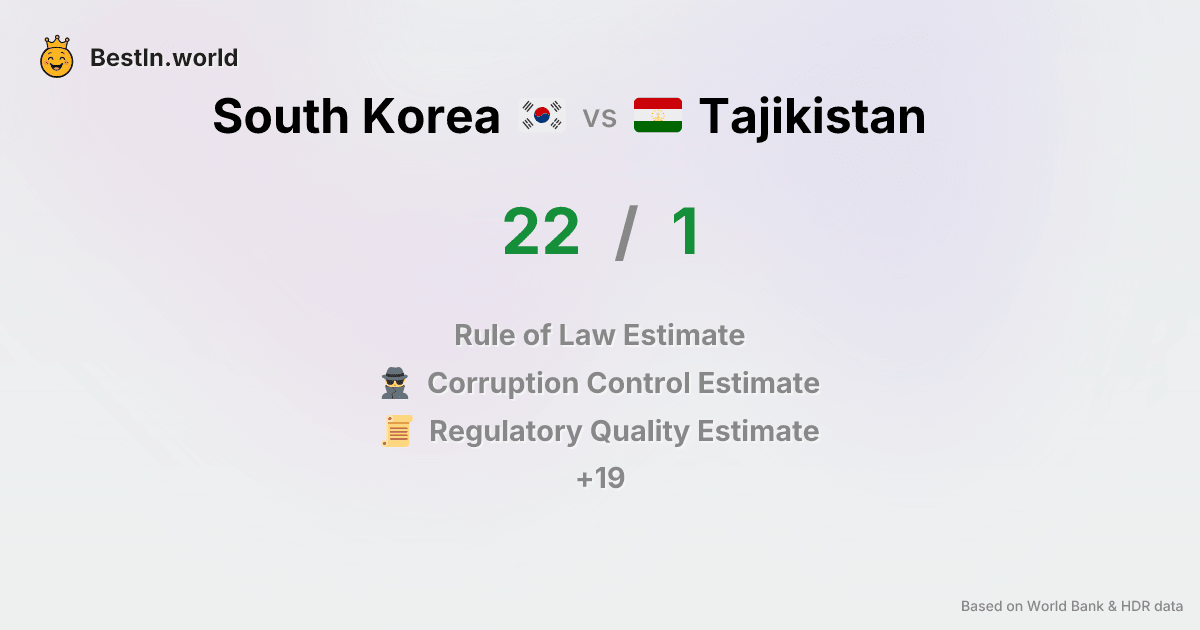 BestIn.world
South Korea vs Tajikistan
22 / 1
Rule of Law Estimate
Corruption Control Estimate
Regulatory Quality Estimate
+19
Based on World Bank & HDR data